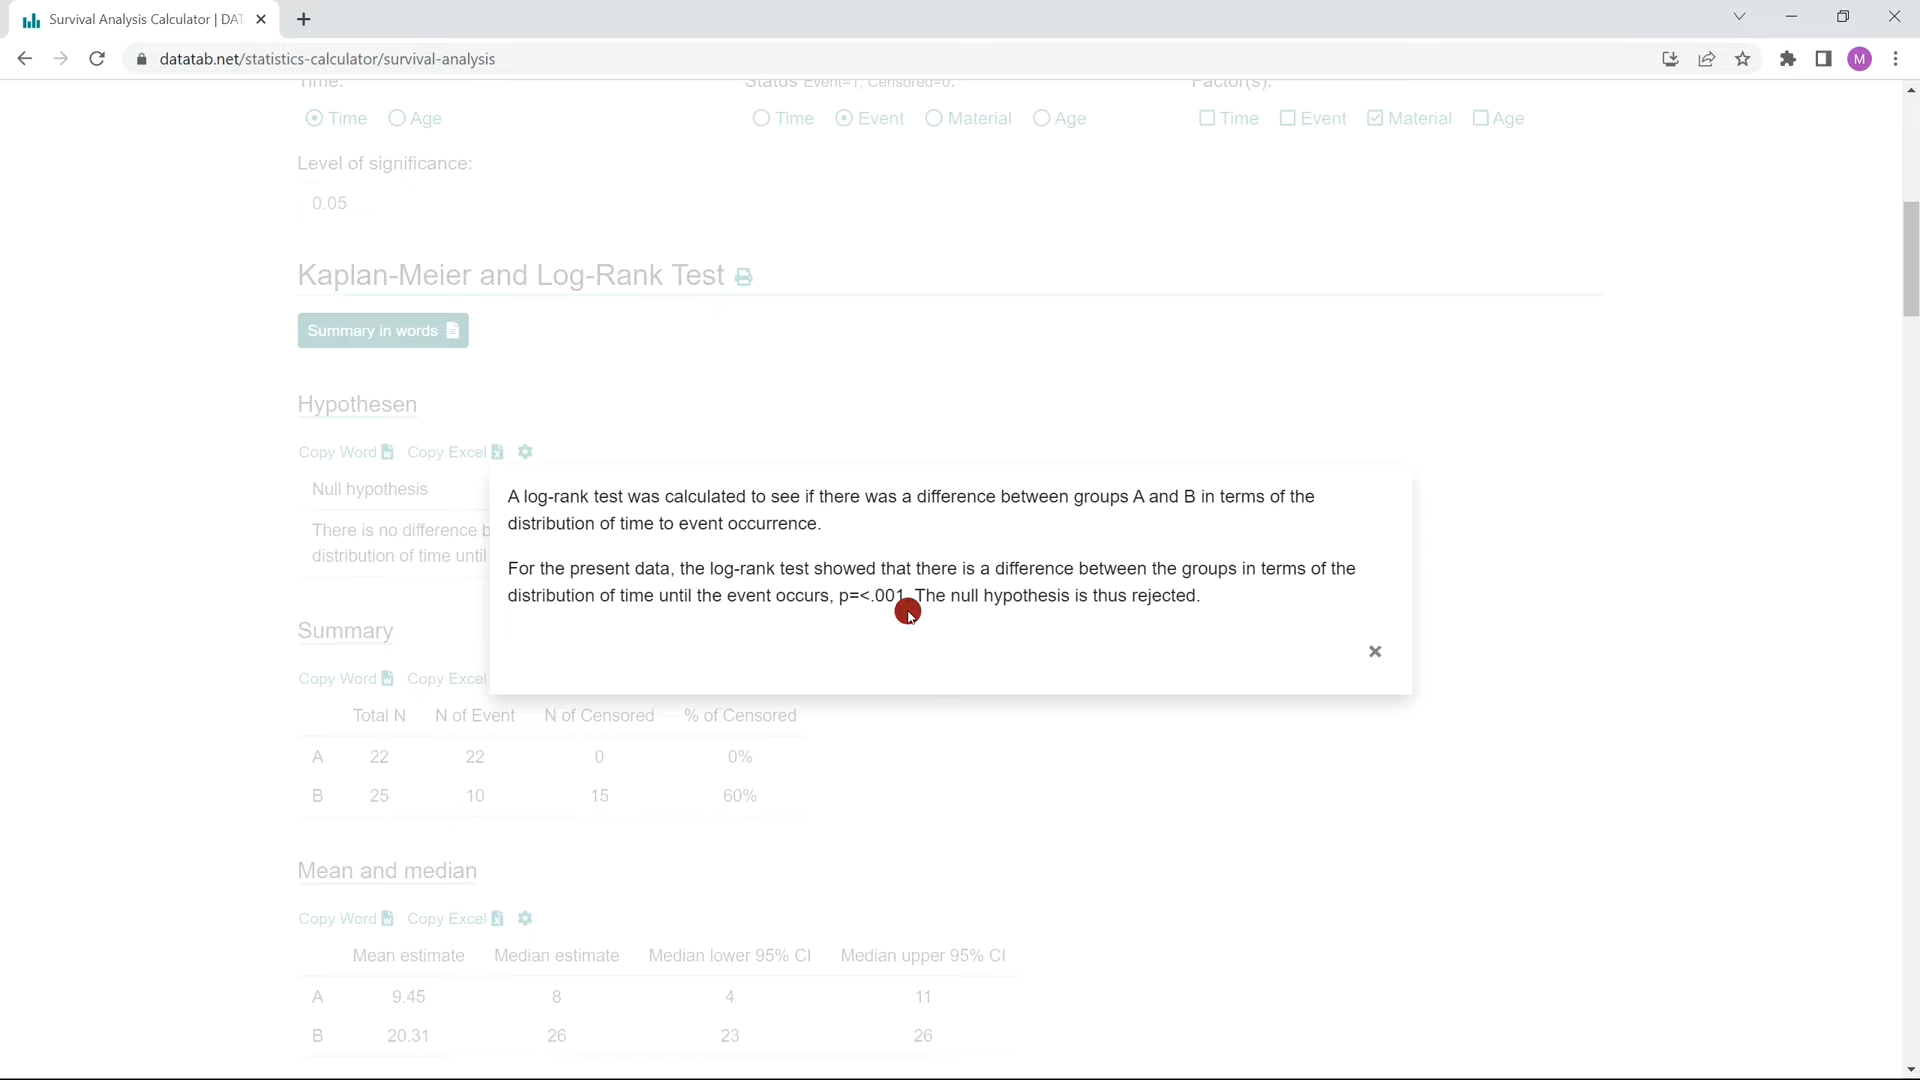 Survival Analysis Calculator | DAT
datatab.net/statistics-calculator/survival-analysis
M
Time:
Status Event=1, Censored=0:
Factor(s):
Time Age
Time Event Material Age
Time Event Material Age
Level of significance:
0.05
Kaplan-Meier and Log-Rank Test
Summary in words
Hypothesen
Copy Word Copy Excel
Null hypothesis
There is no difference b
distribution of time until
A log-rank test was calculated to see if there was a difference between groups A and B in terms of the
distribution of time to event occurrence.
For the present data, the log-rank test showed that there is a difference between the groups in terms of the
distribution of time until the event occurs, p=<.001. The null hypothesis is thus rejected.
Summary
Copy Word Copy Excel
Total N N of Event N of Censored % of Censored
A 22 22 0 0%
B 25 10 15 60%
Mean and median
Copy Word Copy Excel
Mean estimate Median estimate Median lower 95% CI Median upper 95% CI
A 9.45 8 4 11
B 20.31 26 23 26